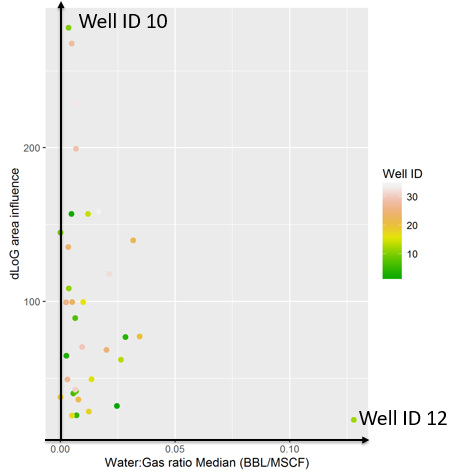 Well ID 10
dLoG area influence
200
100
Well ID
30
20
10
Well ID 12
0.00
0.05
0.10
Water:Gas ratio Median (BBL/MSCF)